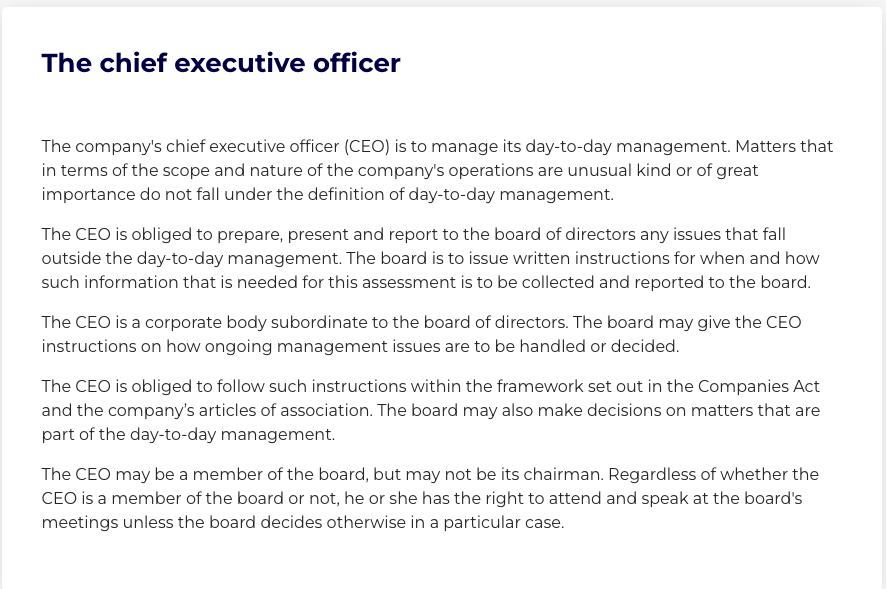 The chief executive officer
The company's chief executive officer (CEO) is to manage its day-to-day management. Matters that
in terms of the scope and nature of the company's operations are unusual kind or of great
importance do not fall under the definition of day-to-day management.
The CEO is obliged to prepare, present and report to the board of directors any issues that fall
outside the day-to-day management. The board is to issue written instructions for when and how
such information that is needed for this assessment is to be collected and reported to the board.
The CEO is a corporate body subordinate to the board of directors. The board may give the CEO
instructions on how ongoing management issues are to be handled or decided.
The CEO is obliged to follow such instructions within the framework set out in the Companies Act
and the company’s articles of association. The board may also make decisions on matters that are
part of the day-to-day management.
The CEO may be a member of the board, but may not be its chairman. Regardless of whether the
CEO is a member of the board or not, he or she has the right to attend and speak at the board's
meetings unless the board decides otherwise in a particular case.